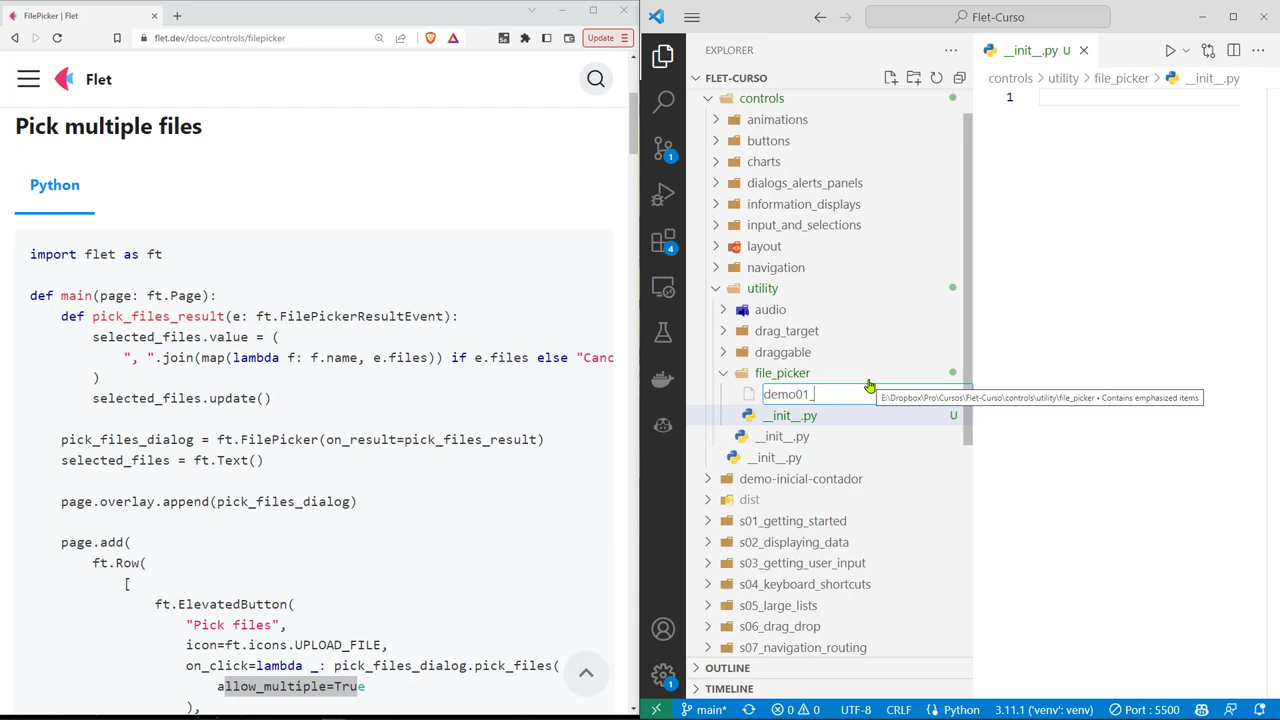 FilePicker | Flet
flet.dev/docs/controls/filepicker
Update
Flet
Pick multiple files
Python
import flet as ft
def main(page: ft.Page):
def pick_files_result(e: ft.FilePickerResultEvent):
selected_files.value = (
", ".join(map(lambda f: f.name, e.files)) if e.files else "Canc
)
selected_files.update()
pick_files_dialog = ft.FilePicker(on_result=pick_files_result)
selected_files = ft.Text()
page.overlay.append(pick_files_dialog)
page.add(
ft.Row(
[
ft.ElevatedButton(
"Pick files",
icon=ft.icons.UPLOAD_FILE,
on_click=lambda _: pick_files_dialog.pick_files(
allow_multiple=True
),
Flet-Curso
EXPLORER
FLET-CURSO
controls
animations
buttons
charts
dialogs_alerts_panels
information_displays
input_and_selections
layout
navigation
utility
audio
drag_target
draggable
file_picker
demo01_
E:\Dropbox\Pro\Cursos\Flet-Curso\controls\utility\file_picker • Contains emphasized items
__init__.py U
__init__.py
__init__.py
demo-inicial-contador
dist
s01_getting_started
s02_displaying_data
s03_getting_user_input
s04_keyboard_shortcuts
s05_large_lists
s06_drag_drop
s07_navigation_routing
OUTLINE
TIMELINE
__init__.py U
controls > utility > file_picker > __init__.py
1
1
4
1
main*
0
0
UTF-8
CRLF
Python
3.11.1 ('venv': venv)
Port : 5500